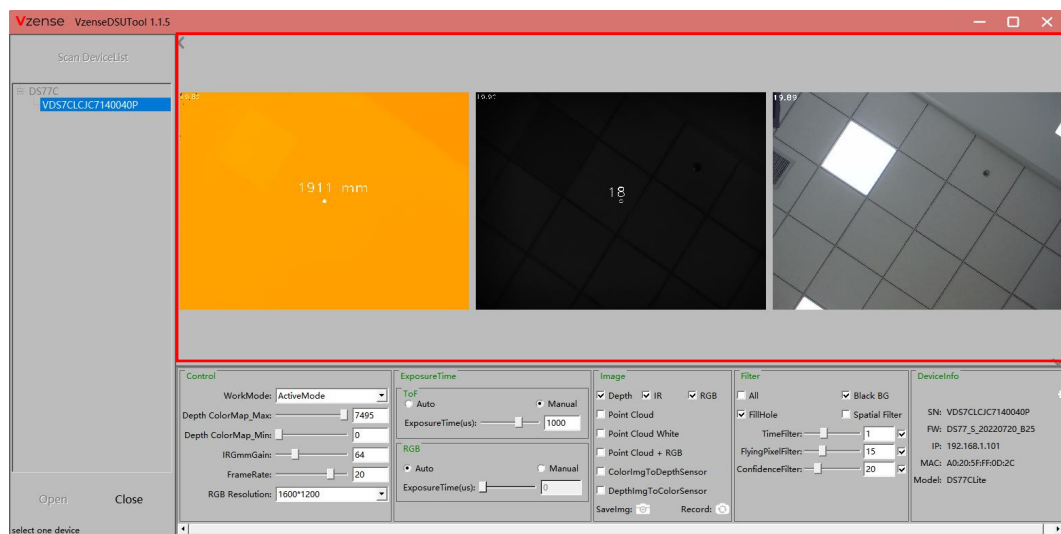 Vzense VzenseDSUTool 1.1.5
Scan DeviceList
DS77C
VDS7CLCJC7140040P
Open Close
select one device
1911 mm
19.92
18
19.89
Control
WorkMode: ActiveMode
Depth ColorMap_Max: 7495
Depth ColorMap_Min: 0
IRGmmGain: 64
FrameRate: 20
RGB Resolution: 1600*1200
ExposureTime
ToF
Auto Manual
ExposureTime(us): 1000
RGB
Auto Manual
ExposureTime(us): 0
Image
Depth IR RGB
Point Cloud
Point Cloud White
Point Cloud + RGB
ColorImgToDepthSensor
DepthImgToColorSensor
SaveImg: Record:
Filter
All Black BG
FillHole Spatial Filter
TimeFilter: 1
FlyingPixelFilter: 15
ConfidenceFilter: 20
DeviceInfo
SN: VDS7CLCJC7140040P
FW: DS77_S_20220720_B25
IP: 192.168.1.101
MAC: A0:20:5F:FF:0D:2C
Model: DS77CLite